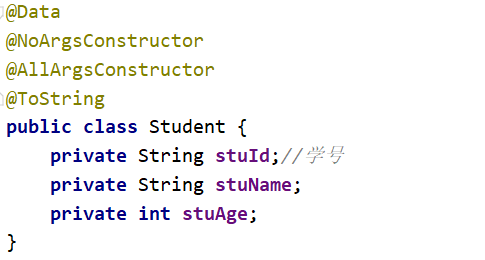 @Data
@NoArgsConstructor
@AllArgsConstructor
@ToString
public class Student {
    private String stuId;//学号
    private String stuName;
    private int stuAge;
}